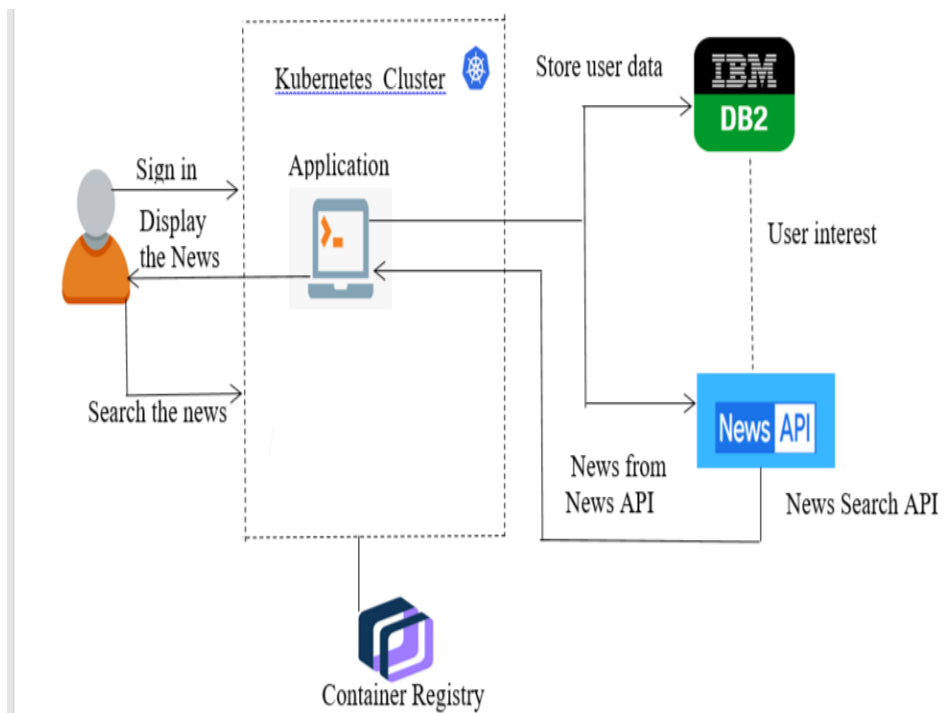 Kubernetes Cluster
Store user data
IBM
DB2
Sign in
Application
Display
the News
User interest
Search the news
News API
News from
News API
News Search API
Container Registry